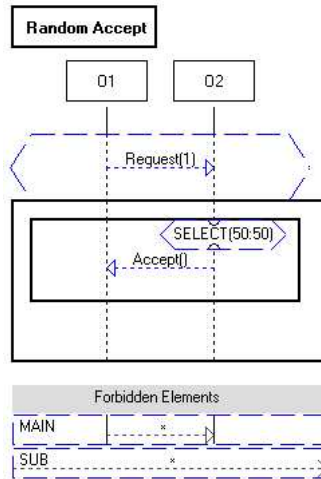 Random Accept
O1 O2
Request(1)
SELECT(50:50)
Accept()
Forbidden Elements
MAIN
*
SUB
*